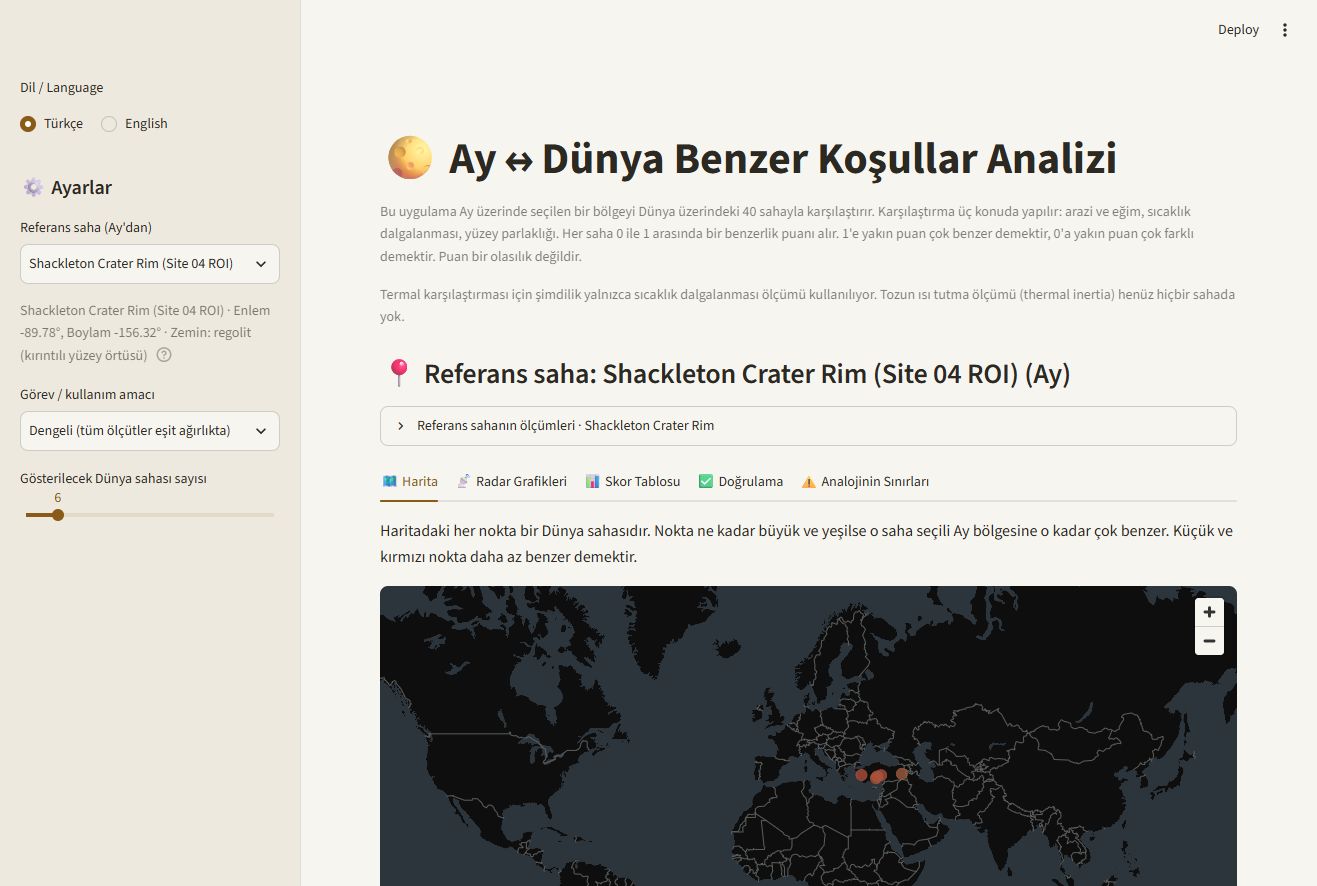 Deploy
Dil / Language
Türkçe English
Ayarlar
Referans saha (Ay'dan)
Shackleton Crater Rim (Site 04 ROI)
Shackleton Crater Rim (Site 04 ROI) · Enlem
-89.78°, Boylam -156.32° · Zemin: regolit
(kırıntılı yüzey örtüsü) ?
Görev / kullanım amacı
Dengeli (tüm ölçütler eşit ağırlıkta)
Gösterilecek Dünya sahası sayısı
6
Ay ↔ Dünya Benzer Koşullar Analizi
Bu uygulama Ay üzerinde seçilen bir bölgeyi Dünya üzerindeki 40 sahayla karşılaştırır. Karşılaştırma üç konuda yapılır: arazi ve eğim, sıcaklık
dalgalanması, yüzey parlaklığı. Her saha 0 ile 1 arasında bir benzerlik puanı alır. 1'e yakın puan çok benzer demektir, 0'a yakın puan çok farklı
demektir. Puan bir olasılık değildir.
Termal karşılaştırması için şimdilik yalnızca sıcaklık dalgalanması ölçümü kullanılıyor. Tozun ısı tutma ölçümü (thermal inertia) henüz hiçbir sahada
yok.
Referans saha: Shackleton Crater Rim (Site 04 ROI) (Ay)
Referans sahanın ölçümleri · Shackleton Crater Rim
Harita Radar Grafikleri Skor Tablosu Doğrulama Analojinin Sınırları
Haritadaki her nokta bir Dünya sahasıdır. Nokta ne kadar büyük ve yeşilse o saha seçili Ay bölgesine o kadar çok benzer. Küçük ve
kırmızı nokta daha az benzer demektir.
+
−